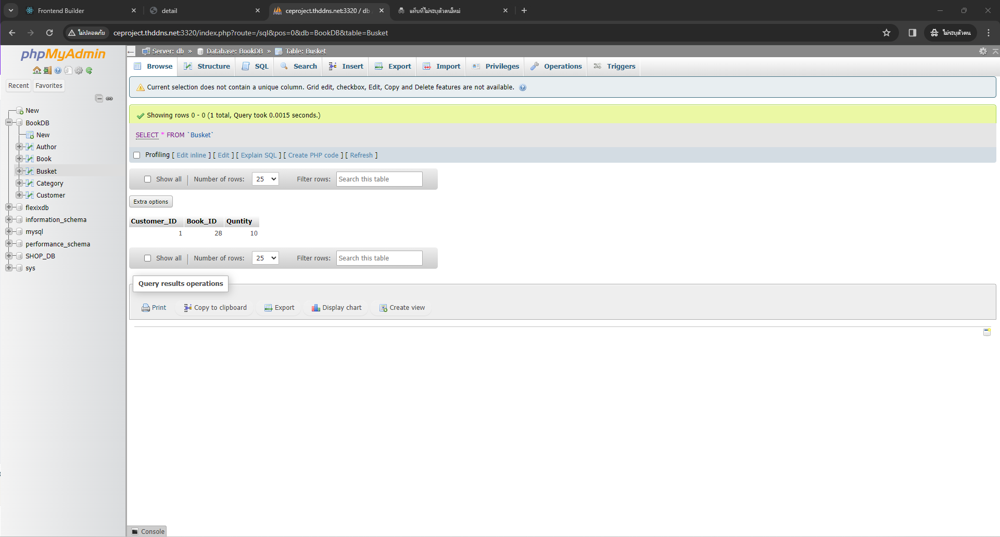 Frontend Builder
detail
ceproject.thddns.net:3320 / db
แท็บที่ไม่ระบุตัวตนใหม่
ไม่ปลอดภัย
ceproject.thddns.net:3320/index.php?route=/sql&pos=0&db=BookDB&table=Busket
ไม่ระบุตัวตน
phpMyAdmin
Recent
Favorites
New
BookDB
New
Author
Book
Busket
Category
Customer
flexixdb
information_schema
mysql
performance_schema
SHOP_DB
sys
Server: db » Database: BookDB » Table: Busket
Browse
Structure
SQL
Search
Insert
Export
Import
Privileges
Operations
Triggers
Current selection does not contain a unique column. Grid edit, checkbox, Edit, Copy and Delete features are not available.
Showing rows 0 - 0 (1 total, Query took 0.0015 seconds.)
SELECT * FROM `Busket`
Profiling [ Edit inline ] [ Edit ] [ Explain SQL ] [ Create PHP code ] [ Refresh ]
Show all | Number of rows: 25 Filter rows: Search this table
Extra options
Customer_ID Book_ID Quntity
1 28 10
Show all | Number of rows: 25 Filter rows: Search this table
Query results operations
Print
Copy to clipboard
Export
Display chart
Create view
Console